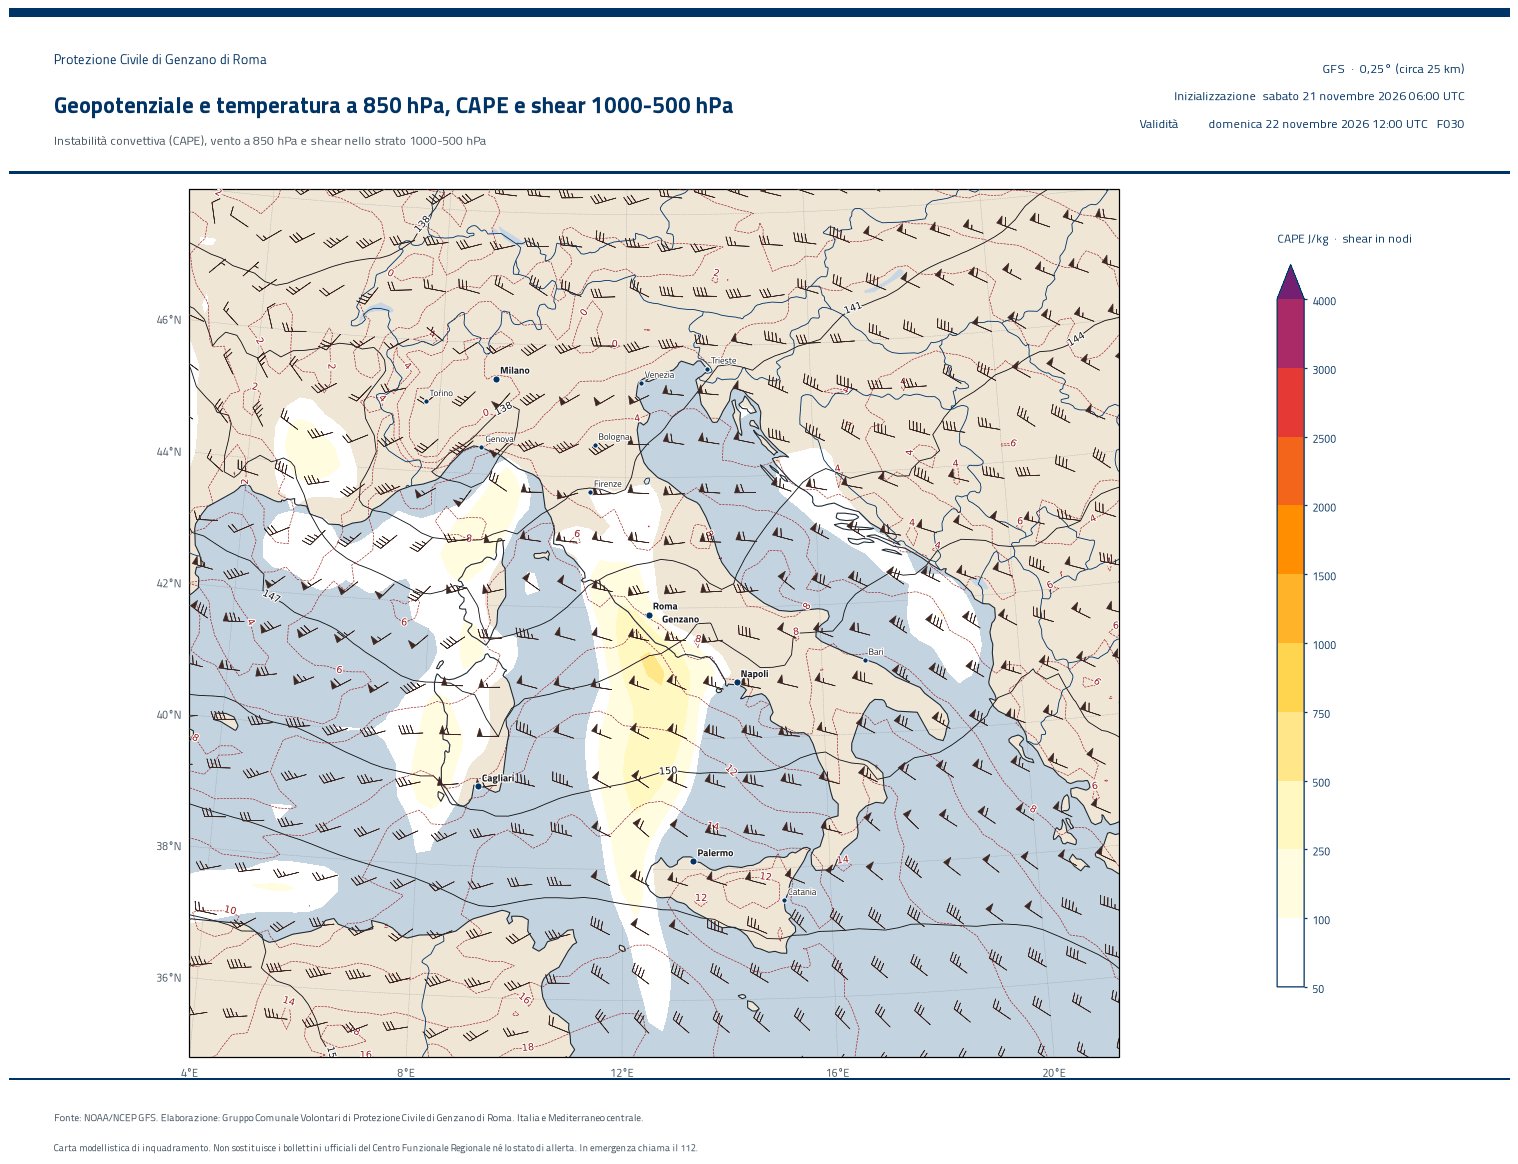 Protezione Civile di Genzano di Roma
Geopotenziale e temperatura a 850 hPa, CAPE e shear 1000-500 hPa
Instabilità convettiva (CAPE), vento a 850 hPa e shear nello strato 1000-500 hPa
GFS · 0,25° (circa 25 km)
Inizializzazione sabato 21 novembre 2026 06:00 UTC
Validità domenica 22 novembre 2026 12:00 UTC F030
CAPE J/kg · shear in nodi
4000
3000
2500
2000
1500
1000
750
500
250
100
50
46°N
44°N
42°N
40°N
38°N
36°N
4°E
8°E
12°E
16°E
20°E
Milano
Torino
Venezia
Trieste
Genova
Bologna
Firenze
Roma
Genzano
Napoli
Bari
Cagliari
Palermo
Catania
138
138
141
144
147
150
Fonte: NOAA/NCEP GFS. Elaborazione: Gruppo Comunale Volontari di Protezione Civile di Genzano di Roma. Italia e Mediterraneo centrale.
Carta modellistica di inquadramento. Non sostituisce i bollettini ufficiali del Centro Funzionale Regionale né lo stato di allerta. In emergenza chiama il 112.